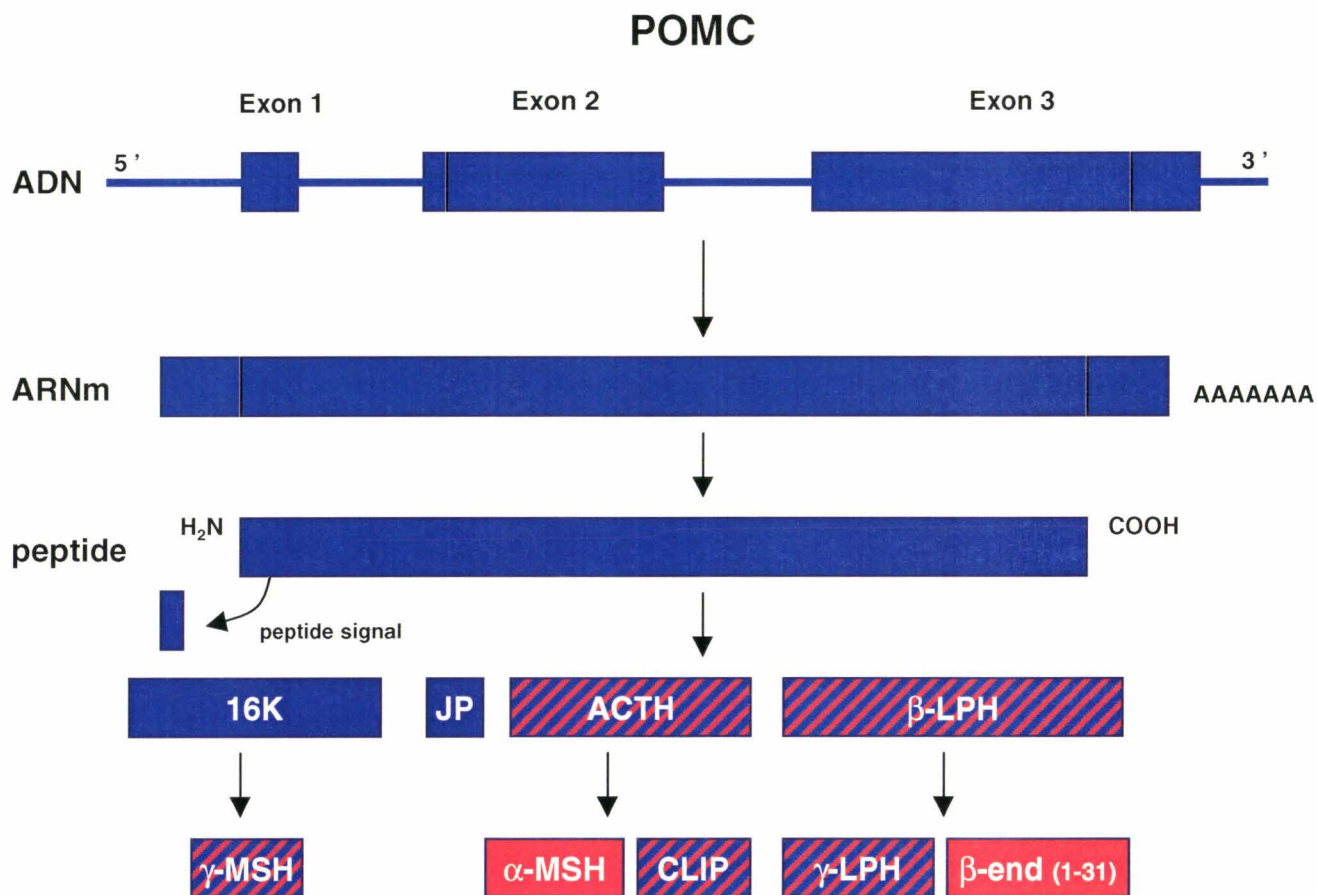 POMC
Exon 1
Exon 2
Exon 3
5 '
3 '
ADN
ARNm
AAAAAAA
H₂N
COOH
peptide
peptide signal
16K
JP
ACTH
β-LPH
γ-MSH
α-MSH
CLIP
γ-LPH
β-end (1-31)